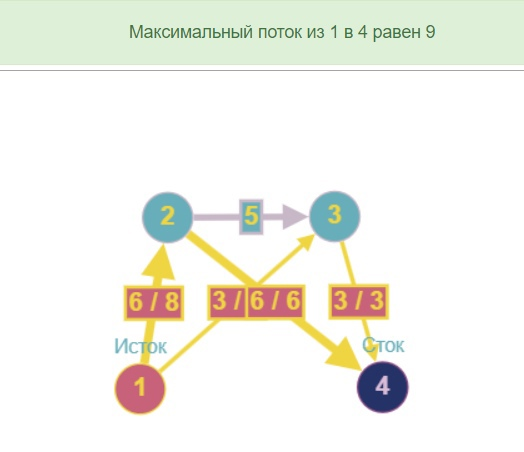 Максимальный поток из 1 в 4 равен 9
2 5 3
6 / 8 3 / 6 / 6 3 / 3
Исток Сток
1 4